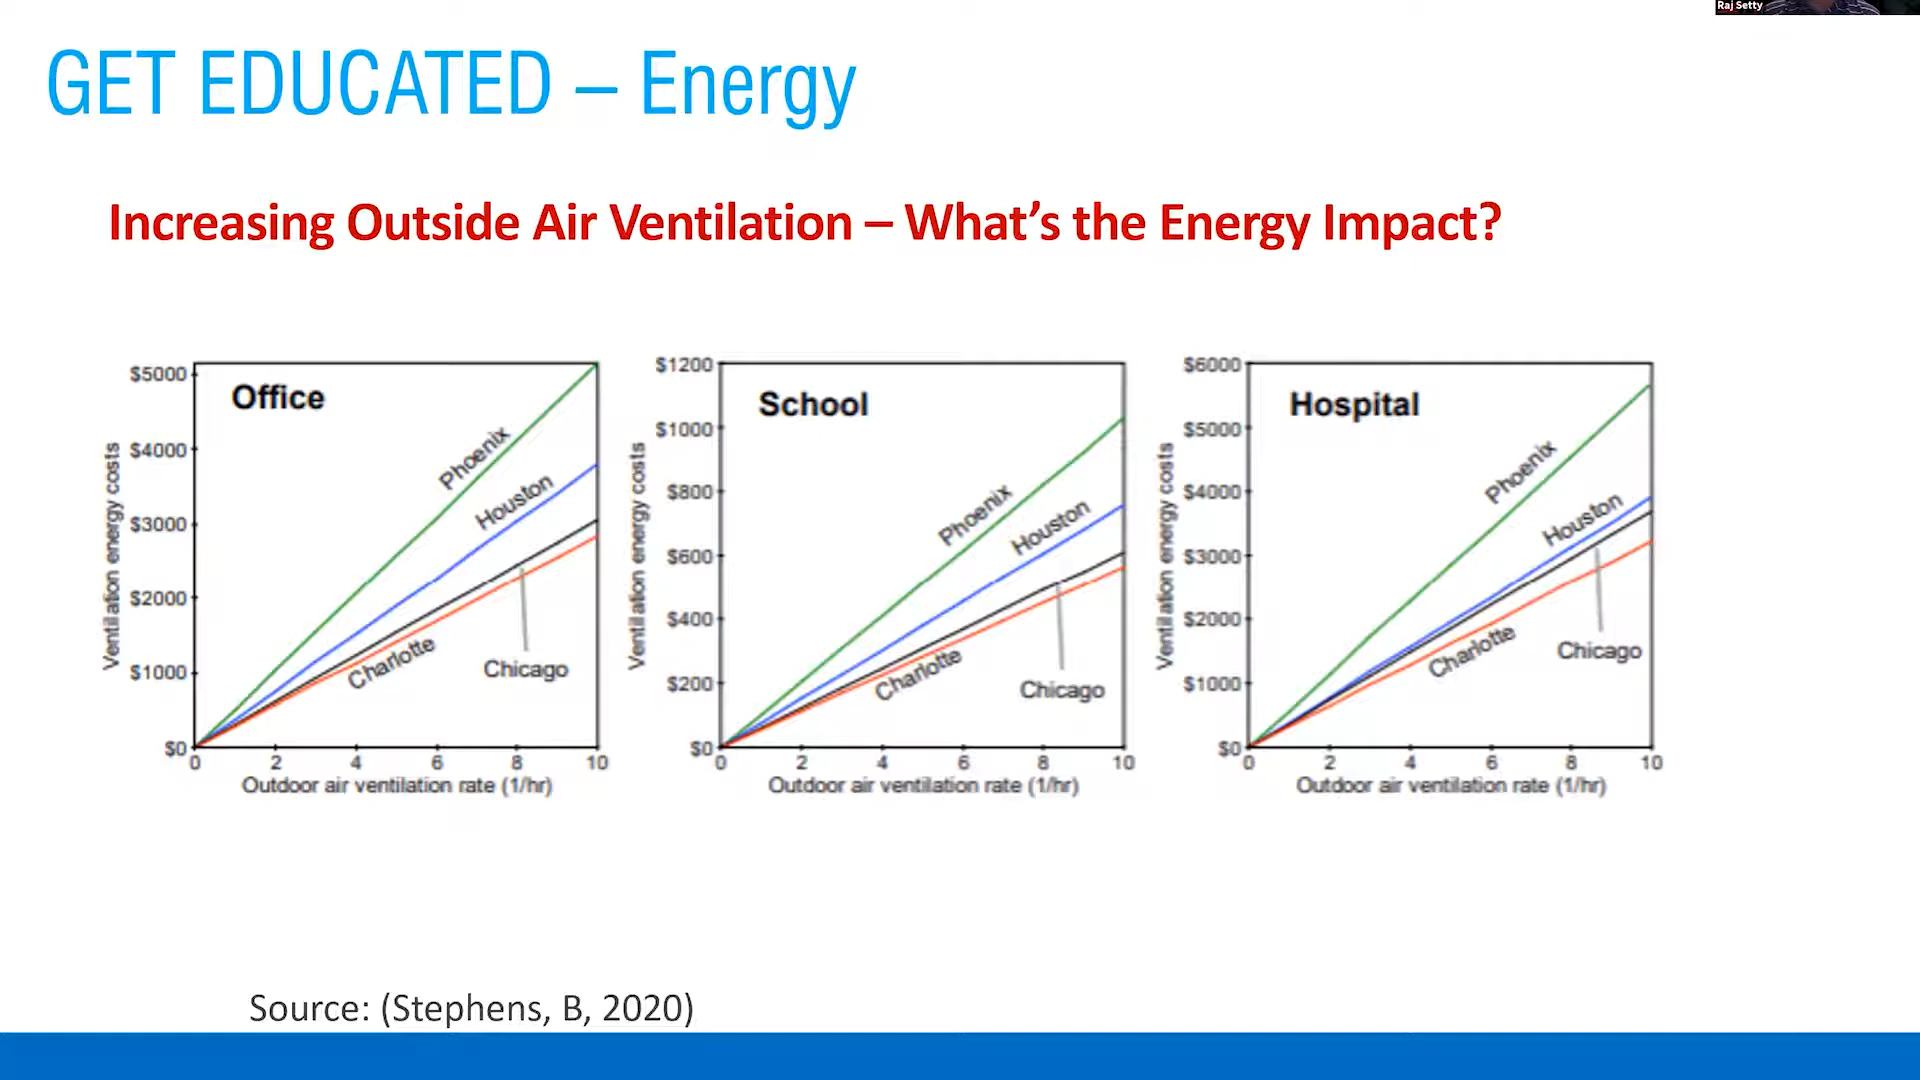 Raj Setty
GET EDUCATED – Energy
Increasing Outside Air Ventilation – What's the Energy Impact?
Office
Ventilation energy costs
$5000
$4000
$3000
$2000
$1000
$0
Phoenix
Houston
Charlotte
Chicago
0 2 4 6 8 10
Outdoor air ventilation rate (1/hr)
School
Ventilation energy costs
$1200
$1000
$800
$600
$400
$200
$0
Phoenix
Houston
Charlotte
Chicago
0 2 4 6 8 10
Outdoor air ventilation rate (1/hr)
Hospital
Ventilation energy costs
$6000
$5000
$4000
$3000
$2000
$1000
$0
Phoenix
Houston
Charlotte
Chicago
0 2 4 6 8 10
Outdoor air ventilation rate (1/hr)
Source: (Stephens, B, 2020)